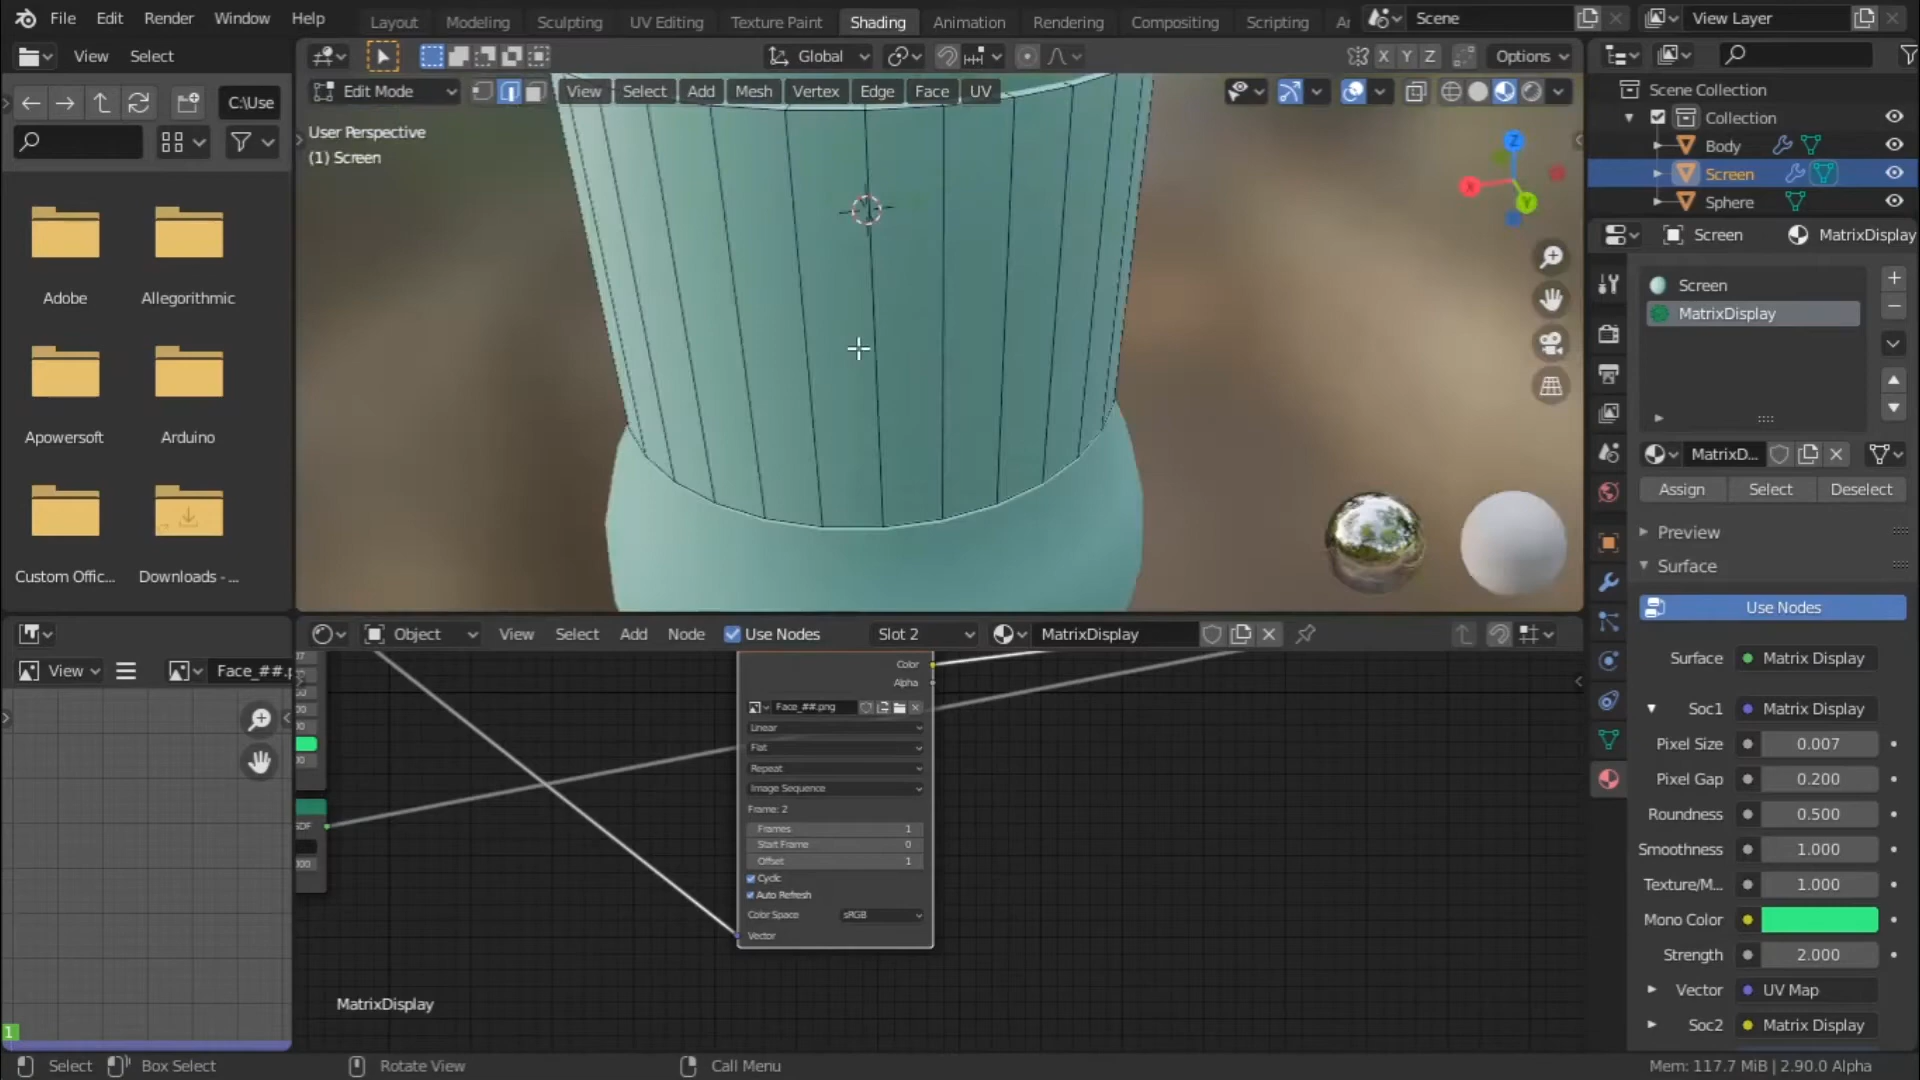 File Edit Render Window Help Layout Modeling Sculpting UV Editing Texture Paint Shading Animation Rendering Compositing Scripting Scene View Layer
View Select Global X Y Z Options
C:\Use Edit Mode View Select Add Mesh Vertex Edge Face UV Scene Collection
Collection
User Perspective
(1) Screen
Body
Screen
Sphere
Z
X
Y
Screen MatrixDisplay
Screen
MatrixDisplay
Adobe Allegorithmic
Apowersoft Arduino
Custom Offic... Downloads - ...
MatrixD...
Assign Select Deselect
Preview
Surface
Use Nodes
Object View Select Add Node Use Nodes Slot 2 MatrixDisplay
View Face_##.p
Surface Matrix Display
Soc1 Matrix Display
Pixel Size 0.007
Pixel Gap 0.200
Roundness 0.500
Smoothness 1.000
Texture/M... 1.000
Mono Color
Strength 2.000
Vector UV Map
Soc2 Matrix Display
Color
Alpha
Face_##.png
Linear
Flat
Repeat
Image Sequence
Frame: 2
Frames 1
Start Frame 0
Offset 1
Cyclic
Auto Refresh
Color Space sRGB
Vector
MatrixDisplay
1
Select Box Select Rotate View Call Menu Mem: 117.7 MiB | 2.90.0 Alpha